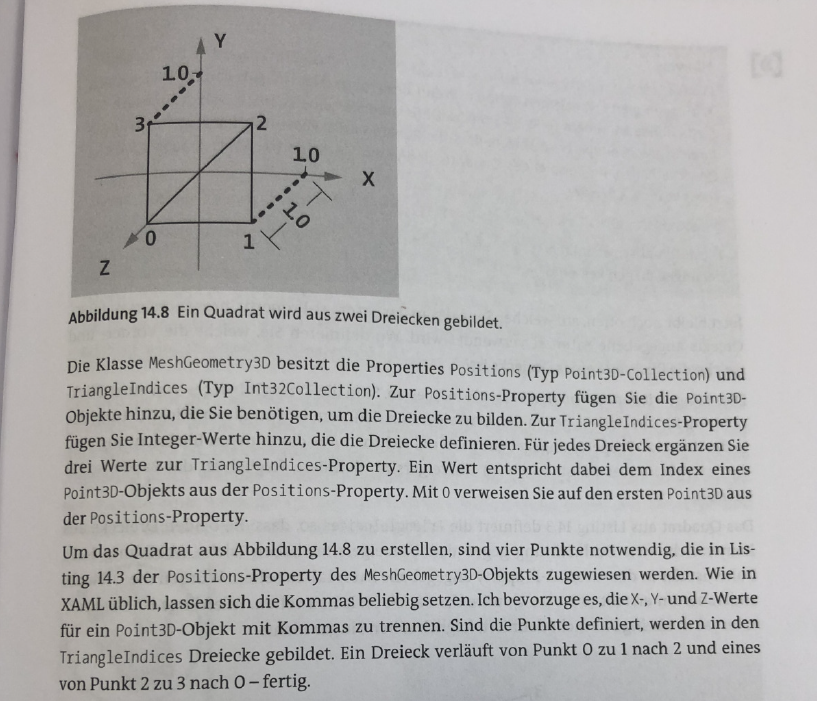 Y
1.0
3
2
1.0
X
1.0
0
1
Z
Abbildung 14.8 Ein Quadrat wird aus zwei Dreiecken gebildet.
Die Klasse MeshGeometry3D besitzt die Properties Positions (Typ Point3D-Collection) und
TriangleIndices (Typ Int32Collection). Zur Positions-Property fügen Sie die Point3D-
Objekte hinzu, die Sie benötigen, um die Dreiecke zu bilden. Zur TriangleIndices-Property
fügen Sie Integer-Werte hinzu, die die Dreiecke definieren. Für jedes Dreieck ergänzen Sie
drei Werte zur TriangleIndices-Property. Ein Wert entspricht dabei dem Index eines
Point3D-Objekts aus der Positions-Property. Mit 0 verweisen Sie auf den ersten Point3D aus
der Positions-Property.
Um das Quadrat aus Abbildung 14.8 zu erstellen, sind vier Punkte notwendig, die in Lis-
ting 14.3 der Positions-Property des MeshGeometry3D-Objekts zugewiesen werden. Wie in
XAML üblich, lassen sich die Kommas beliebig setzen. Ich bevorzuge es, die X-, Y- und Z-Werte
für ein Point3D-Objekt mit Kommas zu trennen. Sind die Punkte definiert, werden in den
TriangleIndices Dreiecke gebildet. Ein Dreieck verläuft von Punkt 0 zu 1 nach 2 und eines
von Punkt 2 zu 3 nach 0 – fertig.